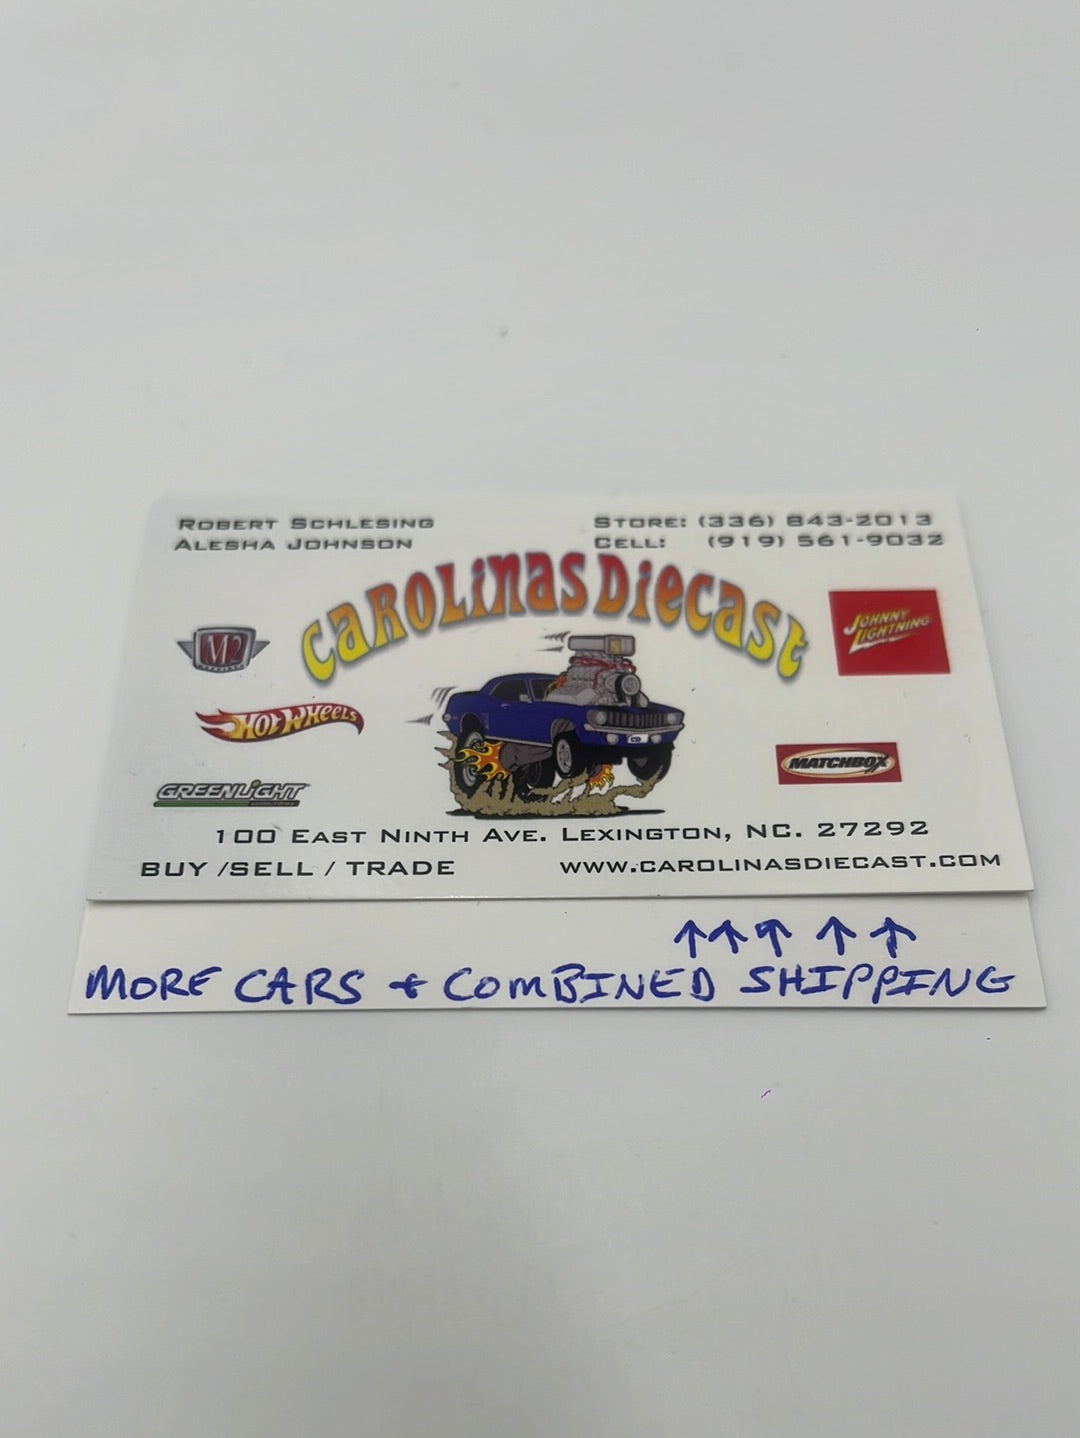 ROBERT SCHLESING
ALESHA JOHNSON
STORE: (336) 843-2013
CELL: (919) 561-9032
CAROLINAS DIECAST
M2
JOHNNY
LIGHTNING
HOT WHEELS
CD
MATCHBOX
GREENLIGHT
100 EAST NINTH AVE. LEXINGTON, NC. 27292
BUY /SELL / TRADE
WWW.CAROLINASDIECAST.COM
↑↑↑ ↑ ↑
MORE CARS + COMBINED SHIPPING